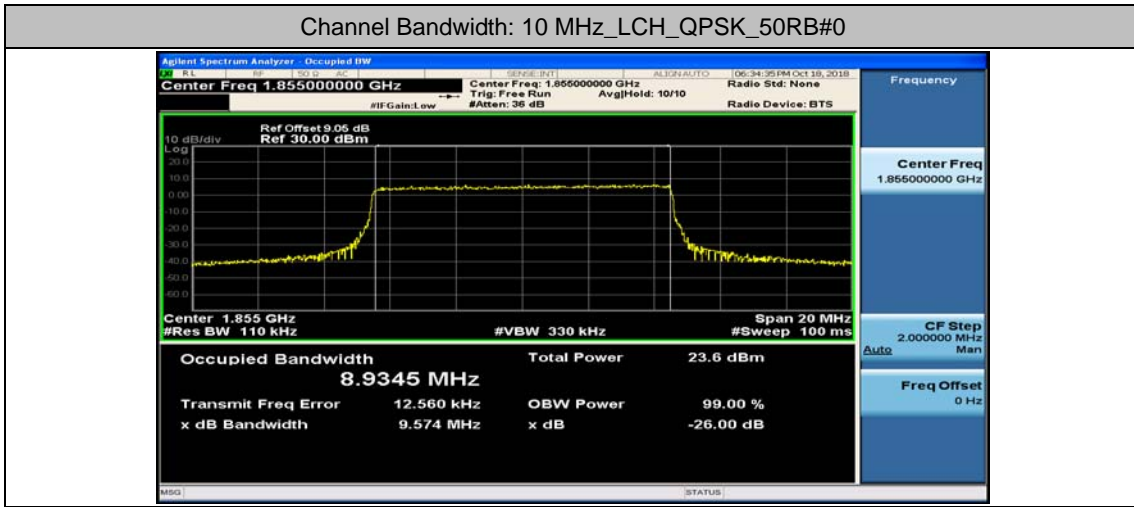 Channel Bandwidth: 10 MHz_LCH_QPSK_50RB#0
Agilent Spectrum Analyzer - Occupied BW
LXI RL RF 50 Ω AC SENSE:INT ALIGN AUTO 06:34:35 PM Oct 18, 2018
Center Freq 1.855000000 GHz
Center Freq: 1.855000000 GHz
Radio Std: None
Trig: Free Run Avg|Hold: 10/10
#IFGain:Low
#Atten: 36 dB
Radio Device: BTS
Frequency
Ref Offset 9.05 dB
10 dB/div Ref 30.00 dBm
Log
20.0
10.0
0.00
-10.0
-20.0
-30.0
-40.0
-50.0
-60.0
Center Freq
1.855000000 GHz
Center 1.855 GHz Span 20 MHz
#Res BW 110 kHz #VBW 330 kHz #Sweep 100 ms
CF Step
2.000000 MHz
Auto Man
Freq Offset
0 Hz
Occupied Bandwidth Total Power 23.6 dBm
8.9345 MHz
Transmit Freq Error 12.560 kHz OBW Power 99.00 %
x dB Bandwidth 9.574 MHz x dB -26.00 dB
MSG STATUS